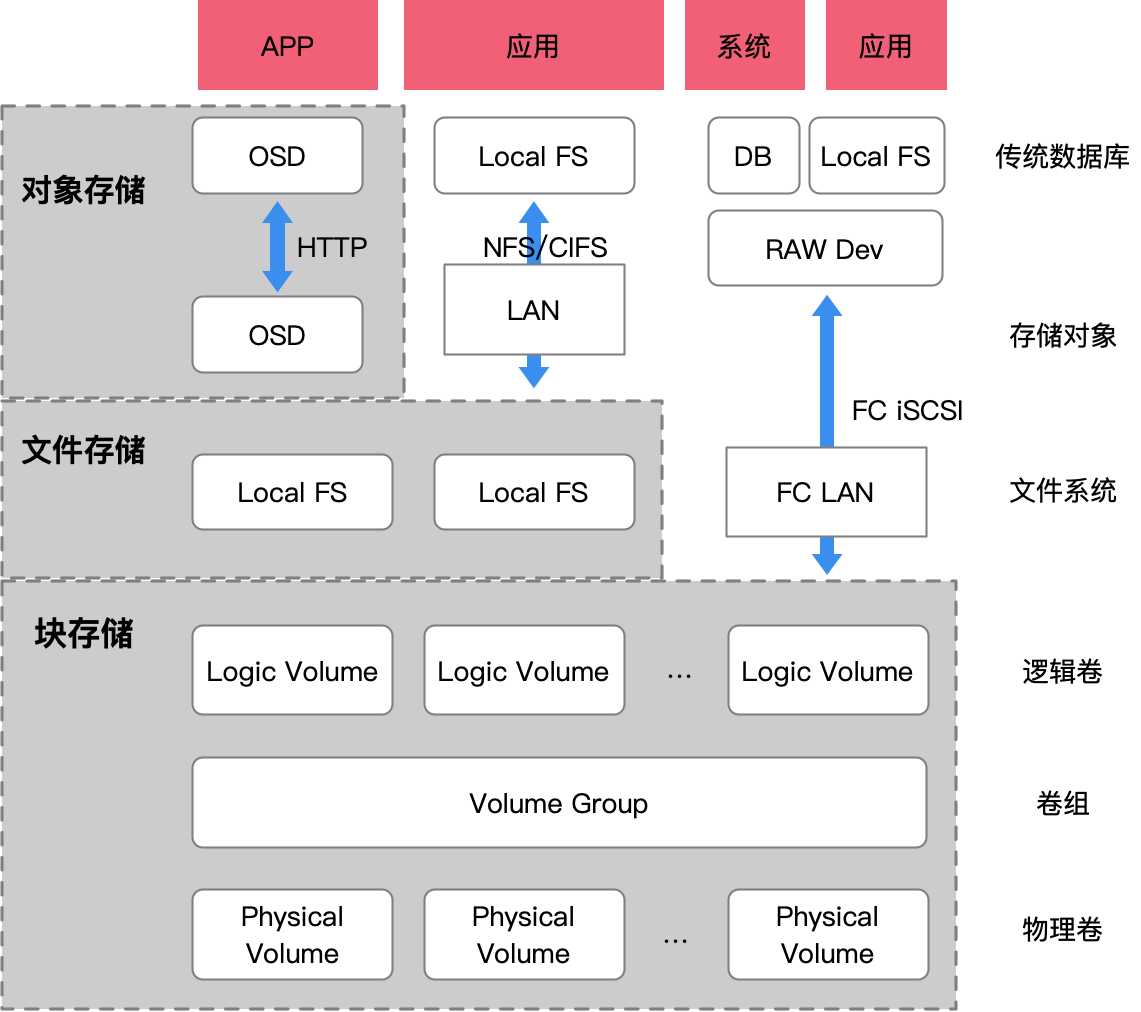 APP
应用
系统
应用
对象存储
OSD
Local FS
DB
Local FS
传统数据库
HTTP
NFS/CIFS
RAW Dev
OSD
LAN
存储对象
FC iSCSI
文件存储
Local FS
Local FS
FC LAN
文件系统
块存储
Logic Volume
Logic Volume
...
Logic Volume
逻辑卷
Volume Group
卷组
Physical
Volume
Physical
Volume
...
Physical
Volume
物理卷